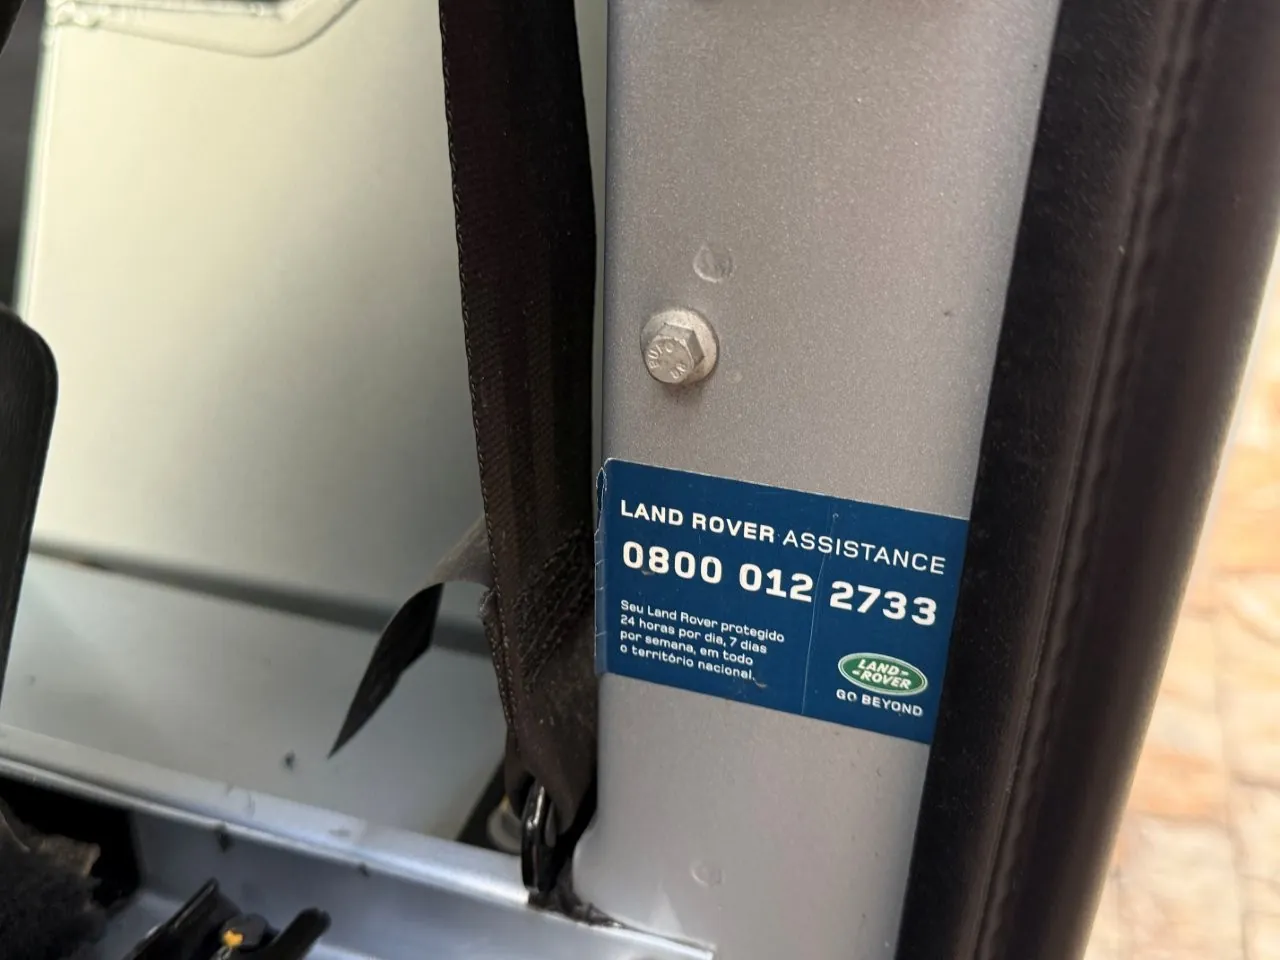 LAND ROVER ASSISTANCE
0800 012 2733
Seu Land Rover protegido
24 horas por dia, 7 dias
por semana, em todo
o território nacional.
LAND-
-ROVER
GO BEYOND